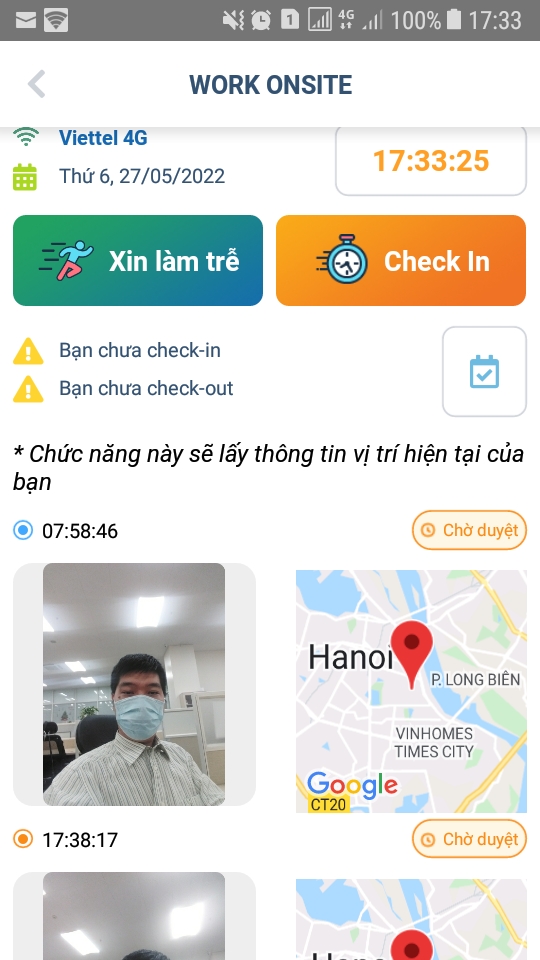 4G 100% 17:33
1
WORK ONSITE
Viettel 4G
Thứ 6, 27/05/2022
17:33:25
Xin làm trễ
Check In
Bạn chưa check-in
Bạn chưa check-out
* Chức năng này sẽ lấy thông tin vị trí hiện tại của
bạn
07:58:46
Chờ duyệt
Hanoi
P. LONG BIÊN
VINHOMES
TIMES CITY
Google
CT20
17:38:17
Chờ duyệt